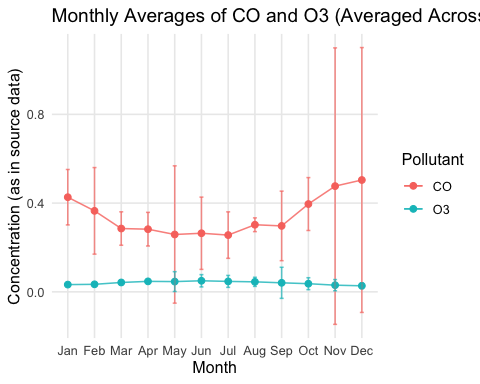 Monthly Averages of CO and O3 (Averaged Across
Concentration (as in source data)
0.8
0.4
0.0
Jan Feb Mar Apr May Jun Jul Aug Sep Oct Nov Dec
Month
Pollutant
CO
O3